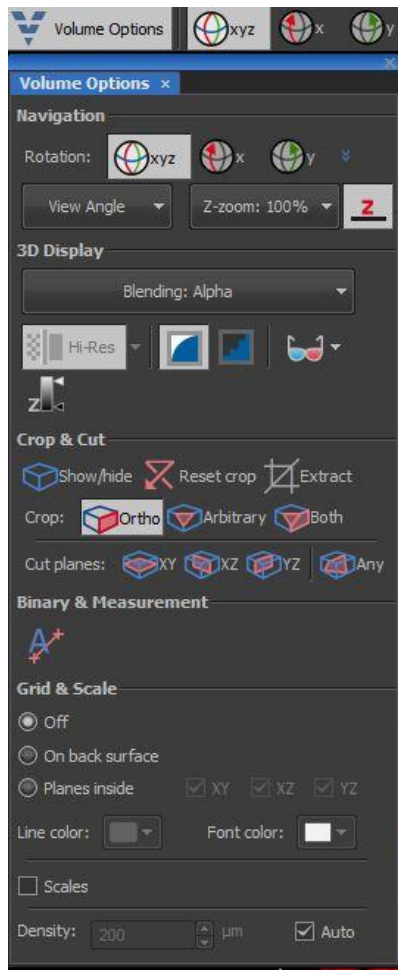 Volume Options xyz x y
Volume Options ×
Navigation
Rotation: xyz x y
View Angle Z-zoom: 100% Z
3D Display
Blending: Alpha
Hi-Res
Z
Crop & Cut
Show/hide Reset crop Extract
Crop: Ortho Arbitrary Both
Cut planes: XY XZ YZ Any
Binary & Measurement
A
Grid & Scale
Off
On back surface
Planes inside XY XZ YZ
Line color: Font color:
Scales
Density: 200 µm Auto